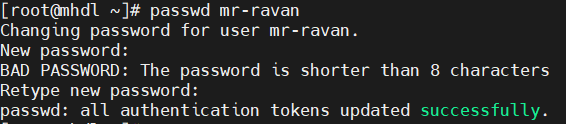 [root@mhdl ~]# passwd mr-ravan
Changing password for user mr-ravan.
New password:
BAD PASSWORD: The password is shorter than 8 characters
Retype new password:
passwd: all authentication tokens updated successfully.